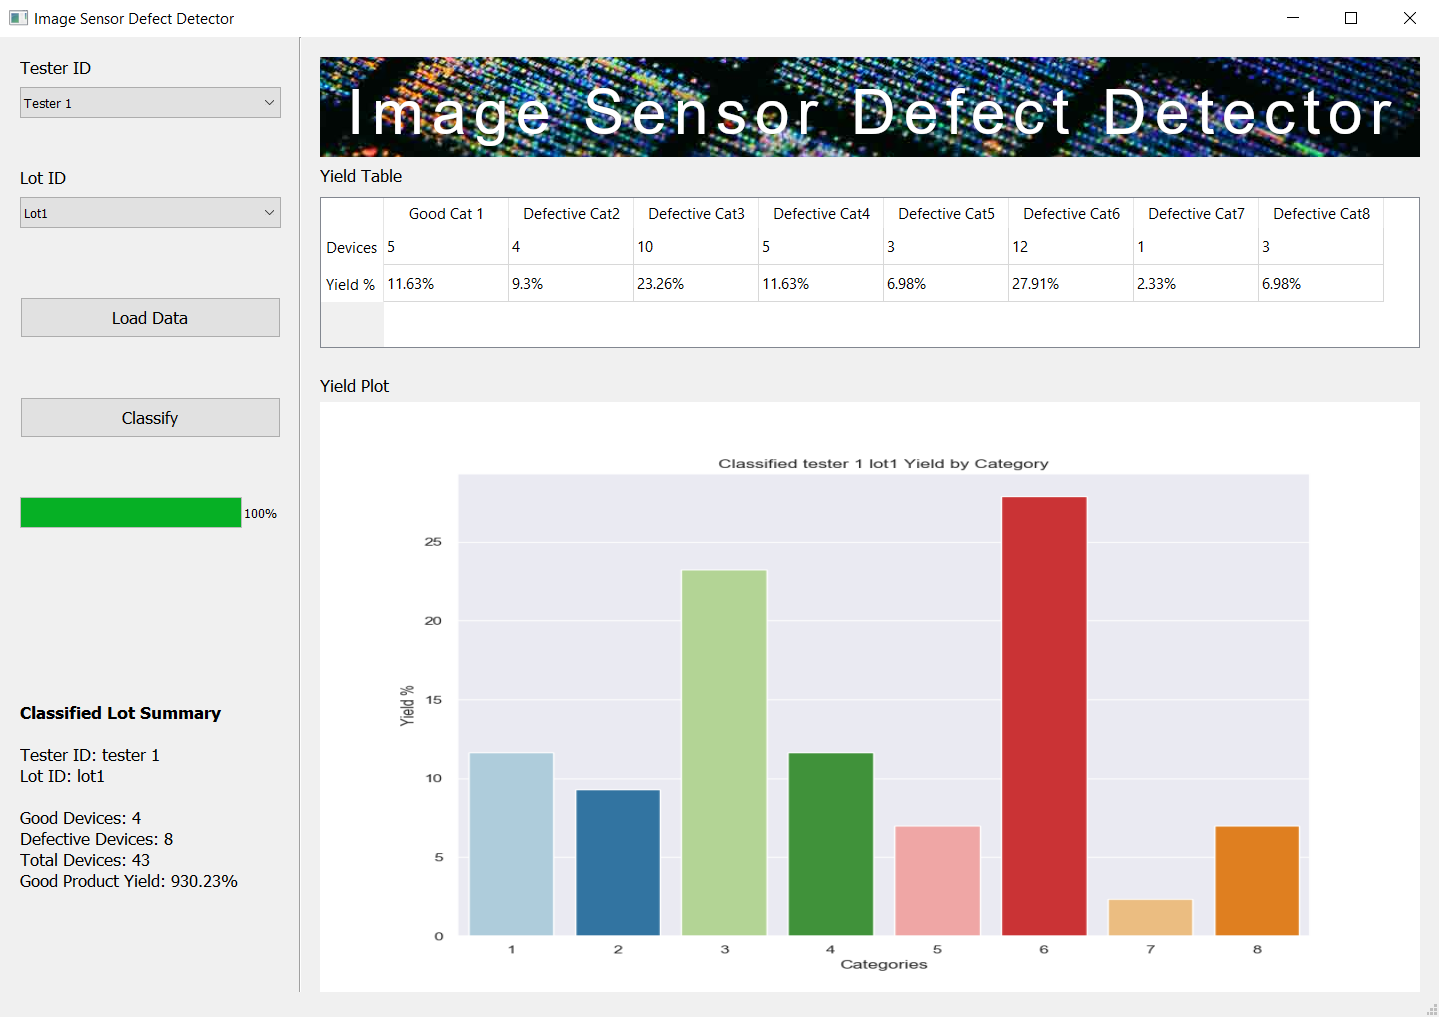 Image Sensor Defect Detector
Tester ID
Tester 1
Lot ID
Lot1
Load Data
Classify
100%
Classified Lot Summary
Tester ID: tester 1
Lot ID: lot1
Good Devices: 4
Defective Devices: 8
Total Devices: 43
Good Product Yield: 930.23%
Image Sensor Defect Detector
Yield Table
Good Cat 1 Defective Cat2 Defective Cat3 Defective Cat4 Defective Cat5 Defective Cat6 Defective Cat7 Defective Cat8
Devices 5 4 10 5 3 12 1 3
Yield % 11.63% 9.3% 23.26% 11.63% 6.98% 27.91% 2.33% 6.98%
Yield Plot
Classified tester 1 lot1 Yield by Category
Yield %
25
20
15
10
5
0
1 2 3 4 5 6 7 8
Categories